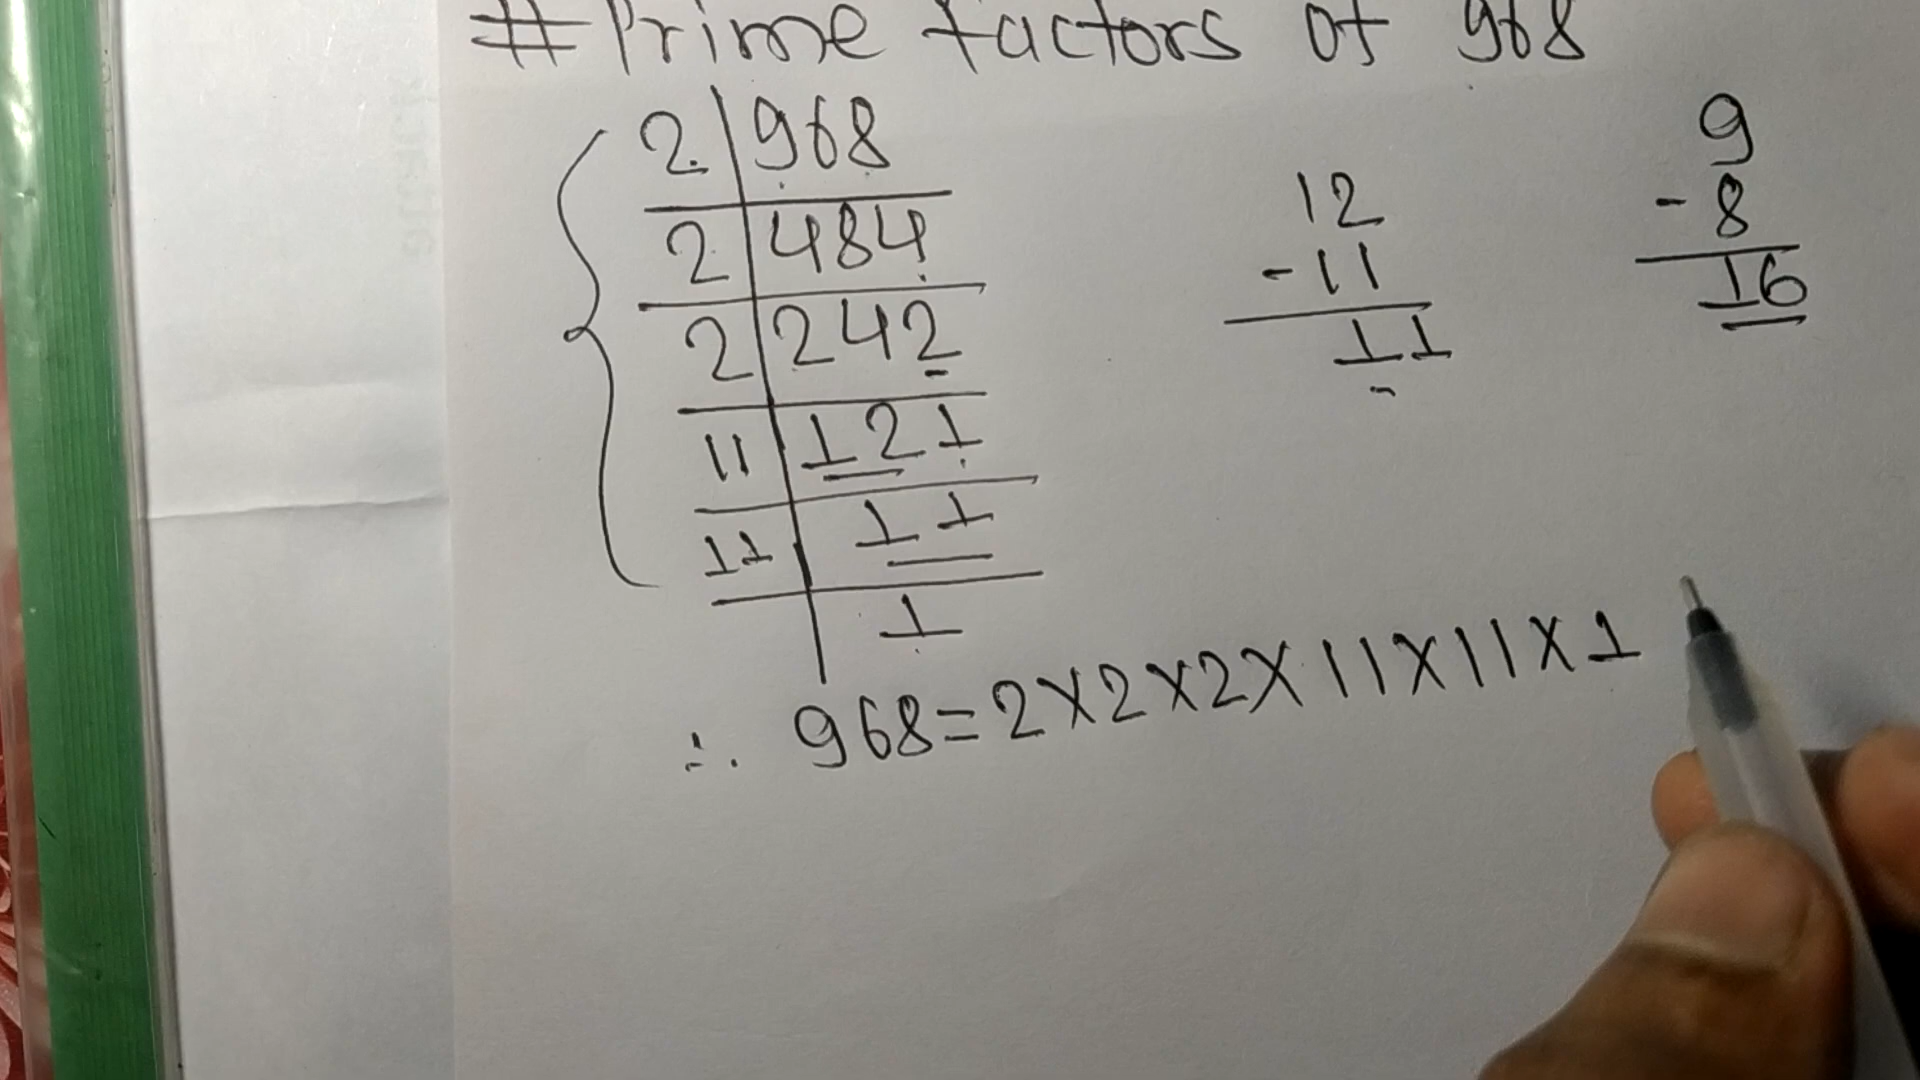 # Prime factors of 968
2 | 968
2 | 484
2 | 242
11 | 121
11 | 11
1
12
-11
11
9
-8
16
∴ 968=2×2×2×11×11×1